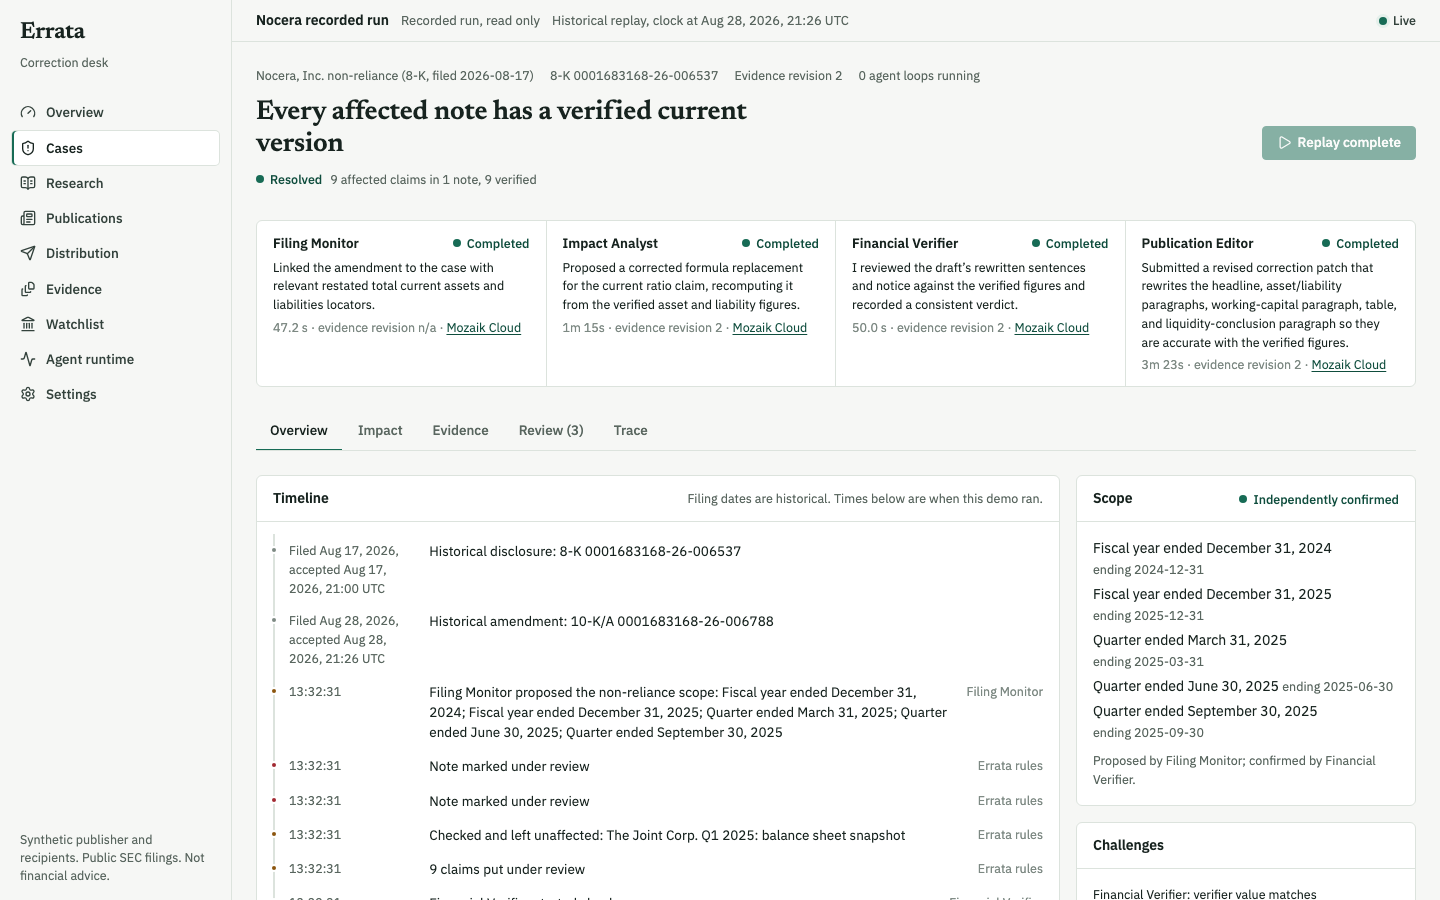 Errata
Correction desk
Overview
Cases
Research
Publications
Distribution
Evidence
Watchlist
Agent runtime
Settings
Synthetic publisher and
recipients. Public SEC filings. Not
financial advice.
Nocera recorded run Recorded run, read only Historical replay, clock at Aug 28, 2026, 21:26 UTC Live
Nocera, Inc. non-reliance (8-K, filed 2026-08-17) 8-K 0001683168-26-006537 Evidence revision 2 0 agent loops running
Every affected note has a verified current
version
Replay complete
Resolved 9 affected claims in 1 note, 9 verified
Filing Monitor Completed
Linked the amendment to the case with
relevant restated total current assets and
liabilities locators.
47.2 s · evidence revision n/a · Mozaik Cloud
Impact Analyst Completed
Proposed a corrected formula replacement
for the current ratio claim, recomputing it
from the verified asset and liability figures.
1m 15s · evidence revision 2 · Mozaik Cloud
Financial Verifier Completed
I reviewed the draft’s rewritten sentences
and notice against the verified figures and
recorded a consistent verdict.
50.0 s · evidence revision 2 · Mozaik Cloud
Publication Editor Completed
Submitted a revised correction patch that
rewrites the headline, asset/liability
paragraphs, working-capital paragraph, table,
and liquidity-conclusion paragraph so they
are accurate with the verified figures.
3m 23s · evidence revision 2 · Mozaik Cloud
Overview Impact Evidence Review (3) Trace
Timeline Filing dates are historical. Times below are when this demo ran.
Filed Aug 17, 2026,
accepted Aug 17,
2026, 21:00 UTC
Historical disclosure: 8-K 0001683168-26-006537
Filed Aug 28, 2026,
accepted Aug 28,
2026, 21:26 UTC
Historical amendment: 10-K/A 0001683168-26-006788
13:32:31 Filing Monitor proposed the non-reliance scope: Fiscal year ended December 31, Filing Monitor
2024; Fiscal year ended December 31, 2025; Quarter ended March 31, 2025; Quarter
ended June 30, 2025; Quarter ended September 30, 2025
13:32:31 Note marked under review Errata rules
13:32:31 Note marked under review Errata rules
13:32:31 Checked and left unaffected: The Joint Corp. Q1 2025: balance sheet snapshot Errata rules
13:32:31 9 claims put under review Errata rules
Scope Independently confirmed
Fiscal year ended December 31, 2024
ending 2024-12-31
Fiscal year ended December 31, 2025
ending 2025-12-31
Quarter ended March 31, 2025
ending 2025-03-31
Quarter ended June 30, 2025 ending 2025-06-30
Quarter ended September 30, 2025
ending 2025-09-30
Proposed by Filing Monitor; confirmed by Financial
Verifier.
Challenges
Financial Verifier: verifier value matches